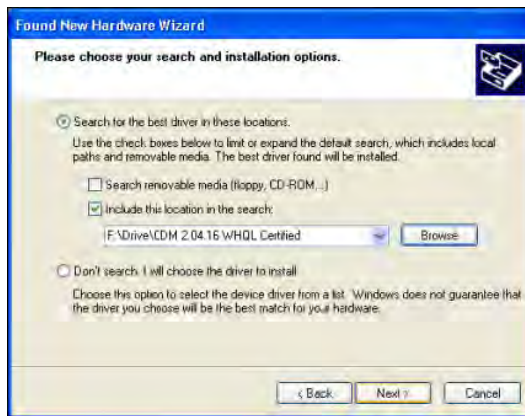 Found New Hardware Wizard
Please choose your search and installation options.
Search for the best driver in these locations.
Use the check boxes below to limit or expand the default search, which includes local
paths and removable media. The best driver found will be installed.
Search removable media (floppy, CD-ROM...)
Include this location in the search:
F:\Drive\CDM 2.04.16 WHQL Certified
Browse
Don't search. I will choose the driver to install
Choose this option to select the device driver from a list. Windows does not guarantee that
the driver you choose will be the best match for your hardware.
< Back Next > Cancel